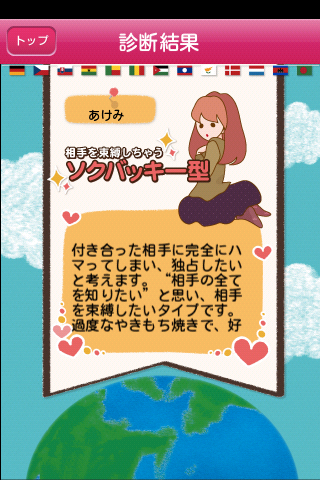 トップ
診断結果
あけみ
相手を束縛しちゃう
ソクバッキー型
付き合った相手に完全にハ
マってしまい、独占したい
と考えます。“相手の全て
を知りたい”と思い、相手
を束縛したいタイプです。
過度なやきもち焼きで、好